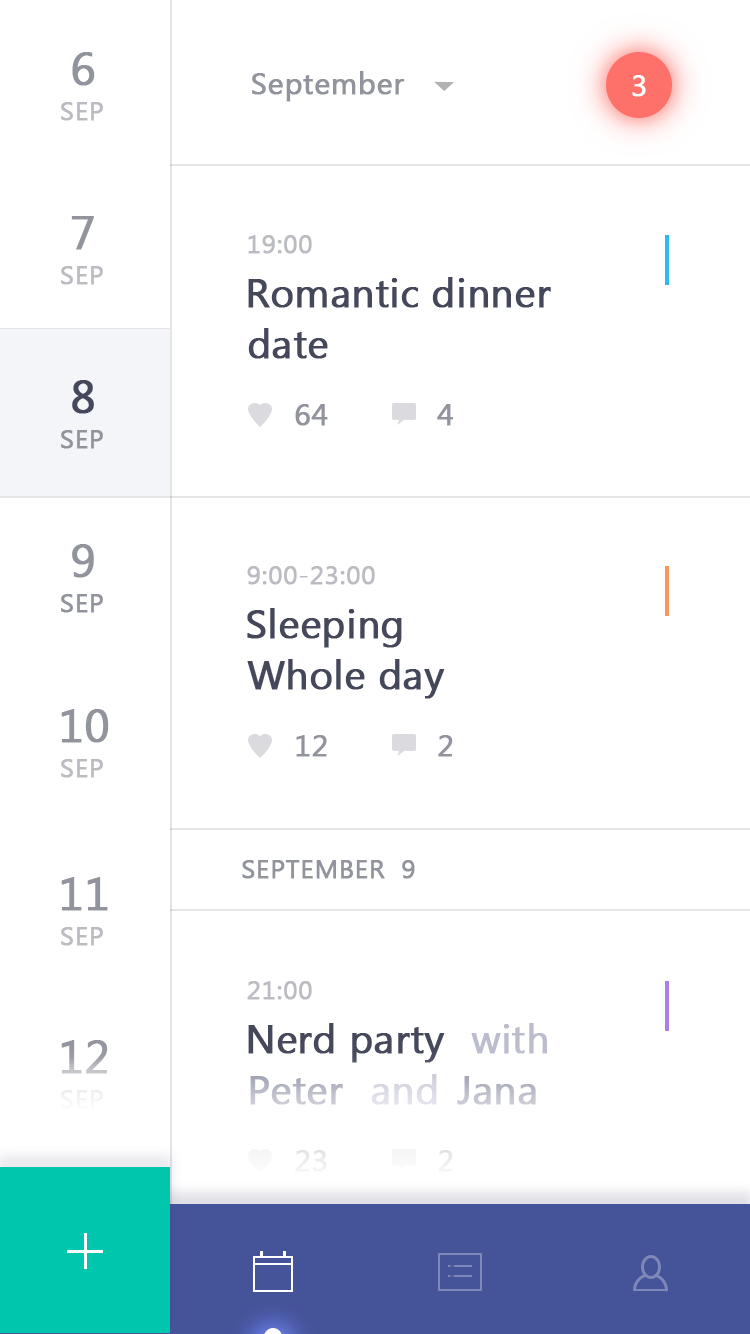 6
SEP
7
SEP
8
SEP
9
SEP
10
SEP
11
SEP
12
SEP
September
3
19:00
Romantic dinner
date
64 4
9:00-23:00
Sleeping
Whole day
12 2
SEPTEMBER 9
21:00
Nerd party with
Peter and Jana
23 2